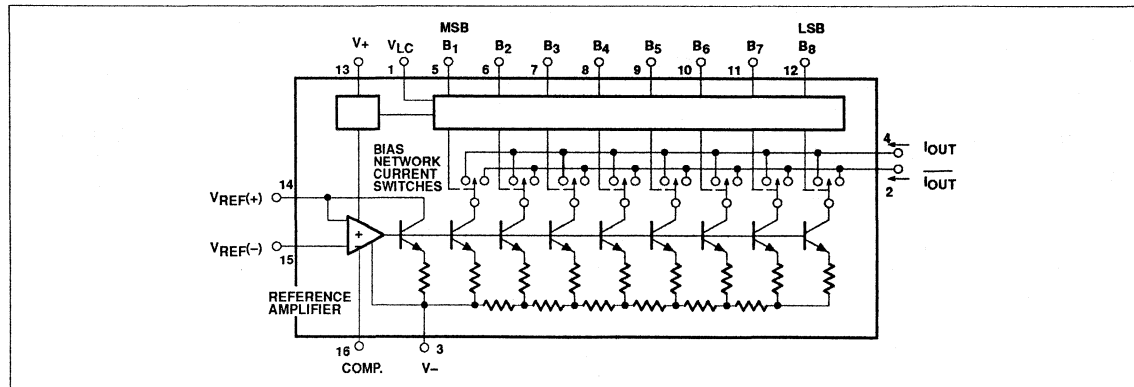 MSB LSB
V+ VLC B1 B2 B3 B4 B5 B6 B7 B8
13 1 5 6 7 8 9 10 11 12
BIAS
NETWORK
CURRENT
SWITCHES
4 IOUT
2 IOUT
14
VREF(+)
VREF(−)
15
+
−
REFERENCE
AMPLIFIER
16 3
COMP. V−